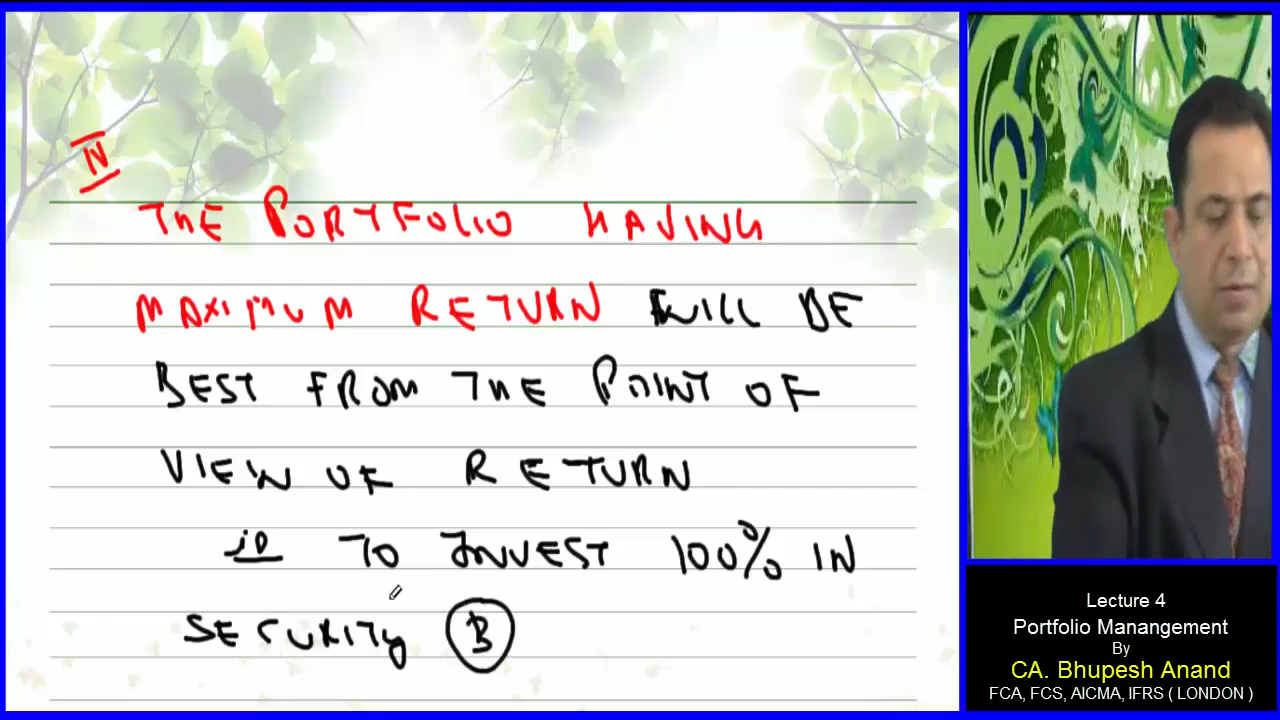 IV
THE PORTFOLIO HAVING
MAXIMUM RETURN WILL BE
BEST FROM THE POINT OF
VIEW OF RETURN
ie TO INVEST 100% IN
SECURITY B
Lecture 4
Portfolio Manangement
By
CA. Bhupesh Anand
FCA, FCS, AICMA, IFRS ( LONDON )